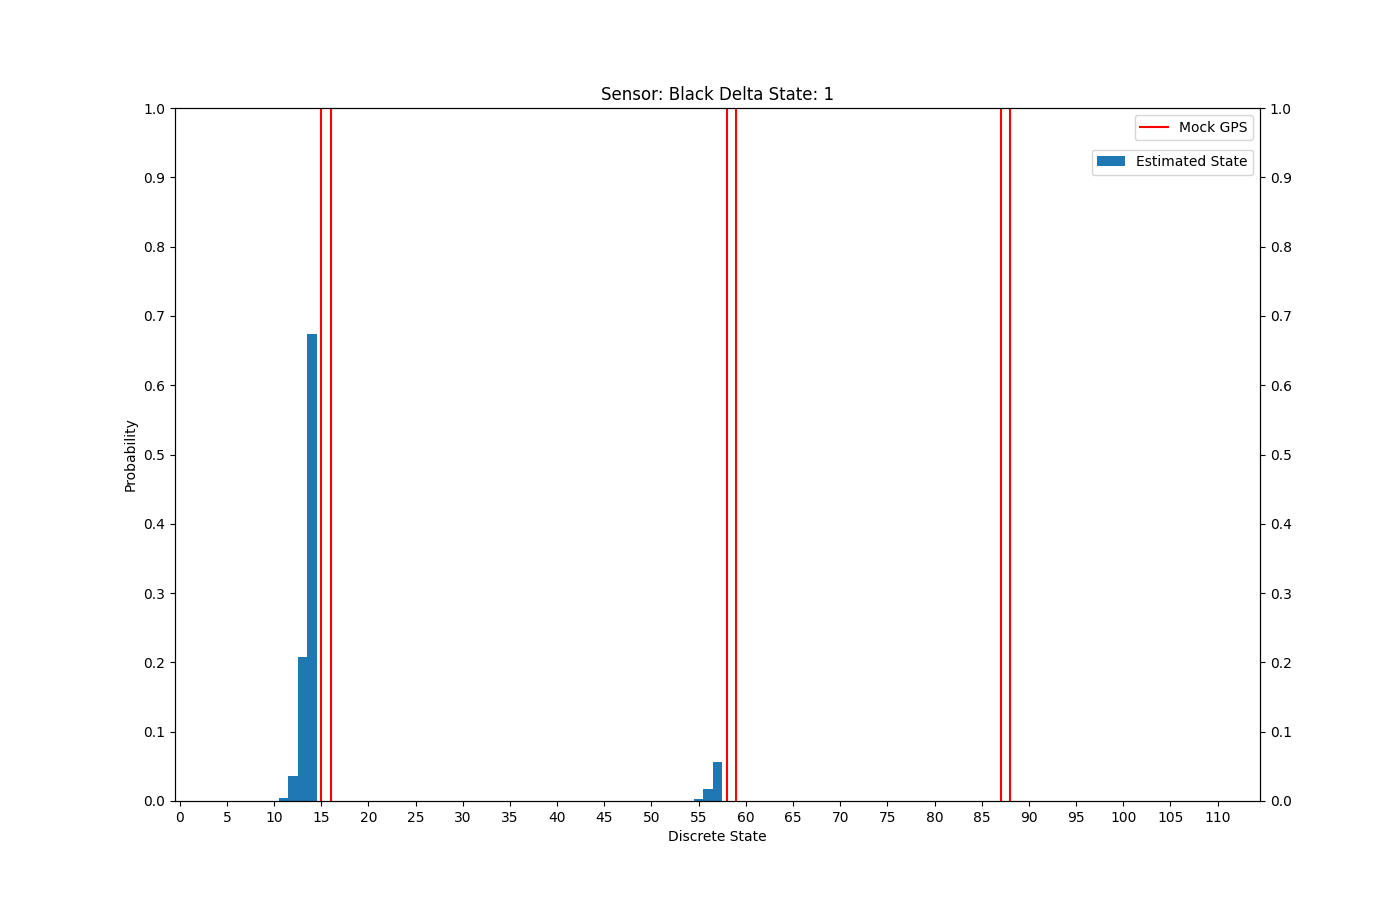 Sensor: Black Delta State: 1
1.0 1.0
Mock GPS
Estimated State
0.9 0.9
0.8 0.8
0.7 0.7
0.6 0.6
0.5 0.5
Probability
0.4 0.4
0.3 0.3
0.2 0.2
0.1 0.1
0.0 0.0
0 5 10 15 20 25 30 35 40 45 50 55 60 65 70 75 80 85 90 95 100 105 110
Discrete State